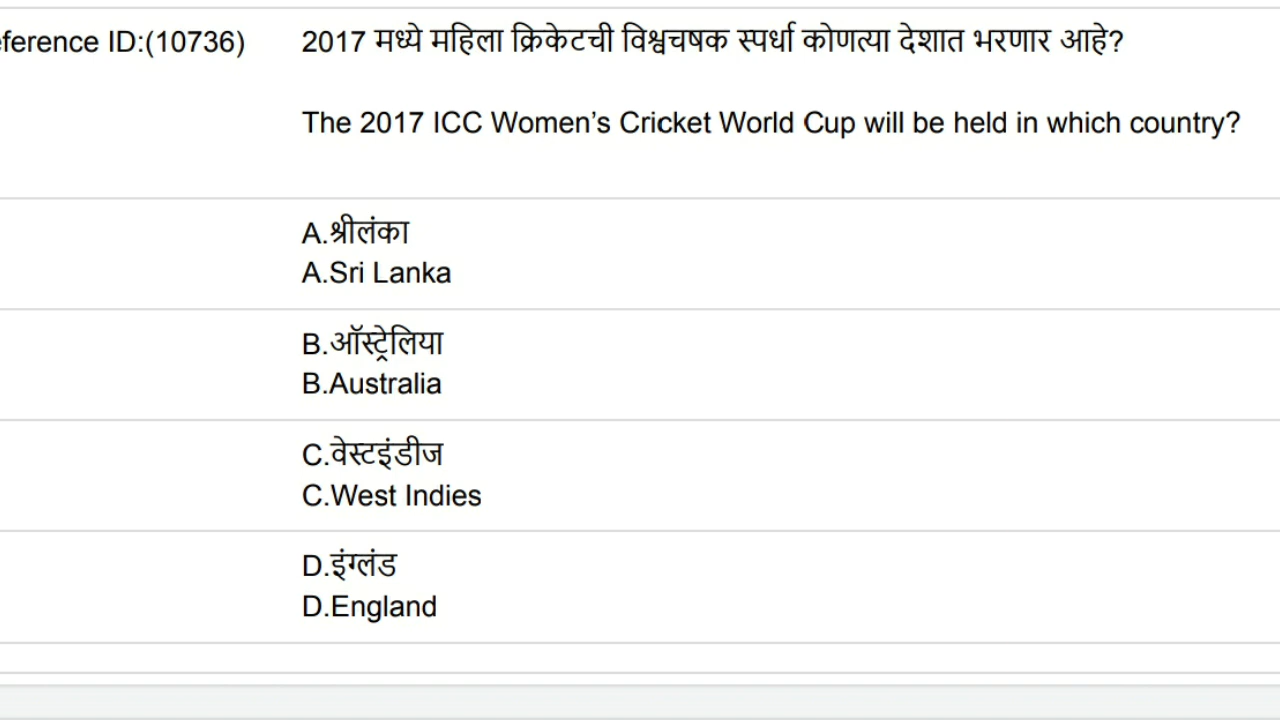 ference ID:(10736) 2017 मध्ये महिला क्रिकेटची विश्वचषक स्पर्धा कोणत्या देशात भरणार आहे?
The 2017 ICC Women’s Cricket World Cup will be held in which country?
A.श्रीलंका
A.Sri Lanka
B.ऑस्ट्रेलिया
B.Australia
C.वेस्टइंडीज
C.West Indies
D.इंग्लंड
D.England